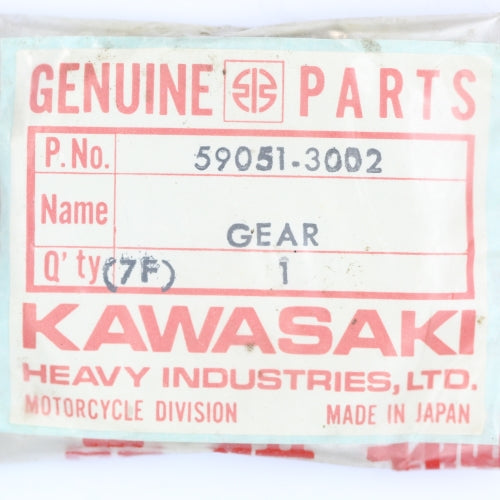 GENUINE PARTS
P.No. 59051-3002
Name GEAR
Q'ty (7F) 1
KAWASAKI
HEAVY INDUSTRIES, LTD.
MOTORCYCLE DIVISION MADE IN JAPAN